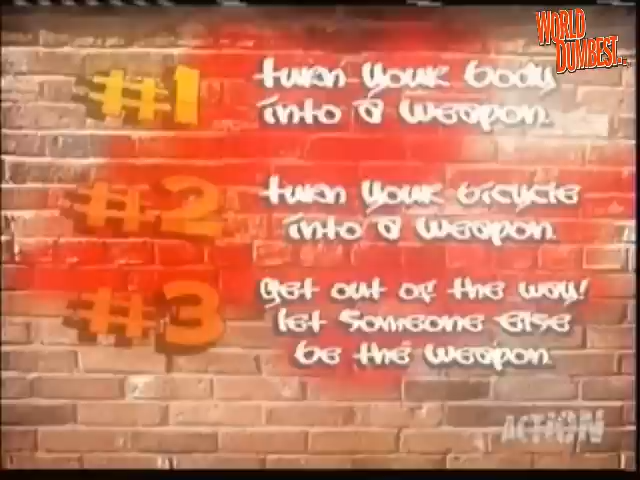 WORLD
DUMBEST...
#1 turn your body
into a weapon.
#2 turn your bicycle
into a weapon.
#3 get out of the way!
let someone else
be the weapon.
ACTION